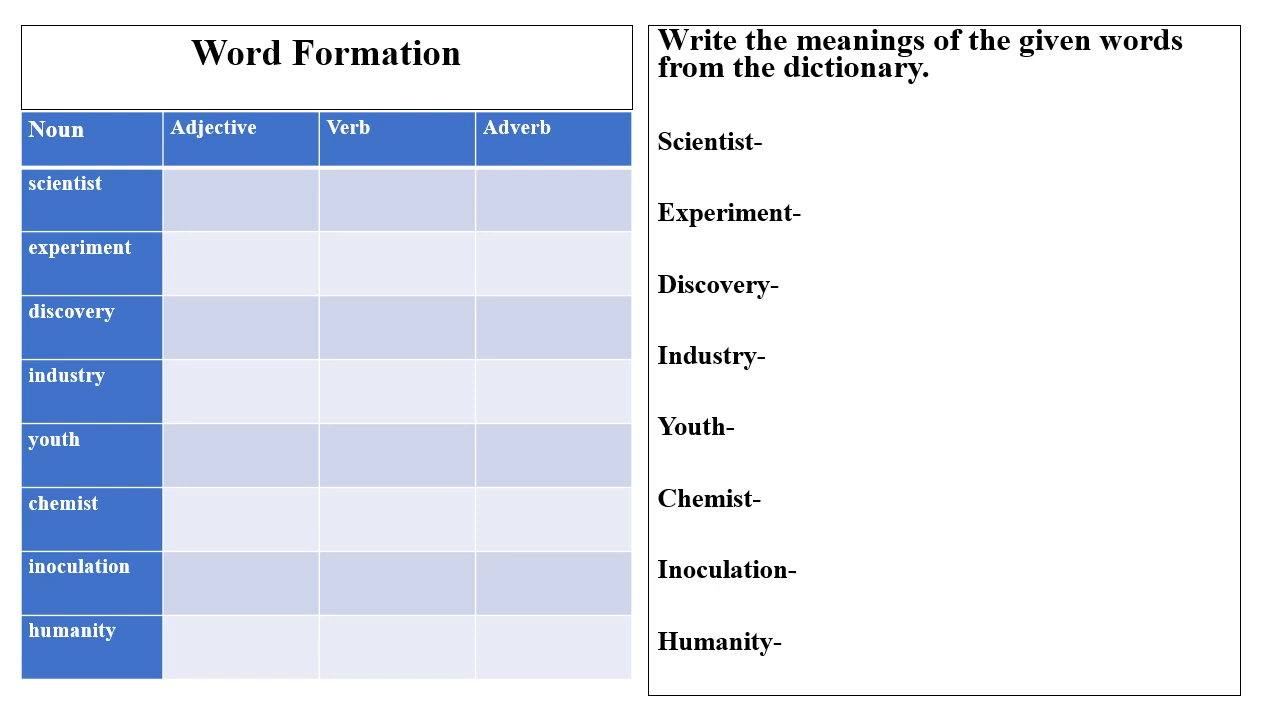 Word Formation
Noun Adjective Verb Adverb
scientist
experiment
discovery
industry
youth
chemist
inoculation
humanity
Write the meanings of the given words
from the dictionary.
Scientist-
Experiment-
Discovery-
Industry-
Youth-
Chemist-
Inoculation-
Humanity-